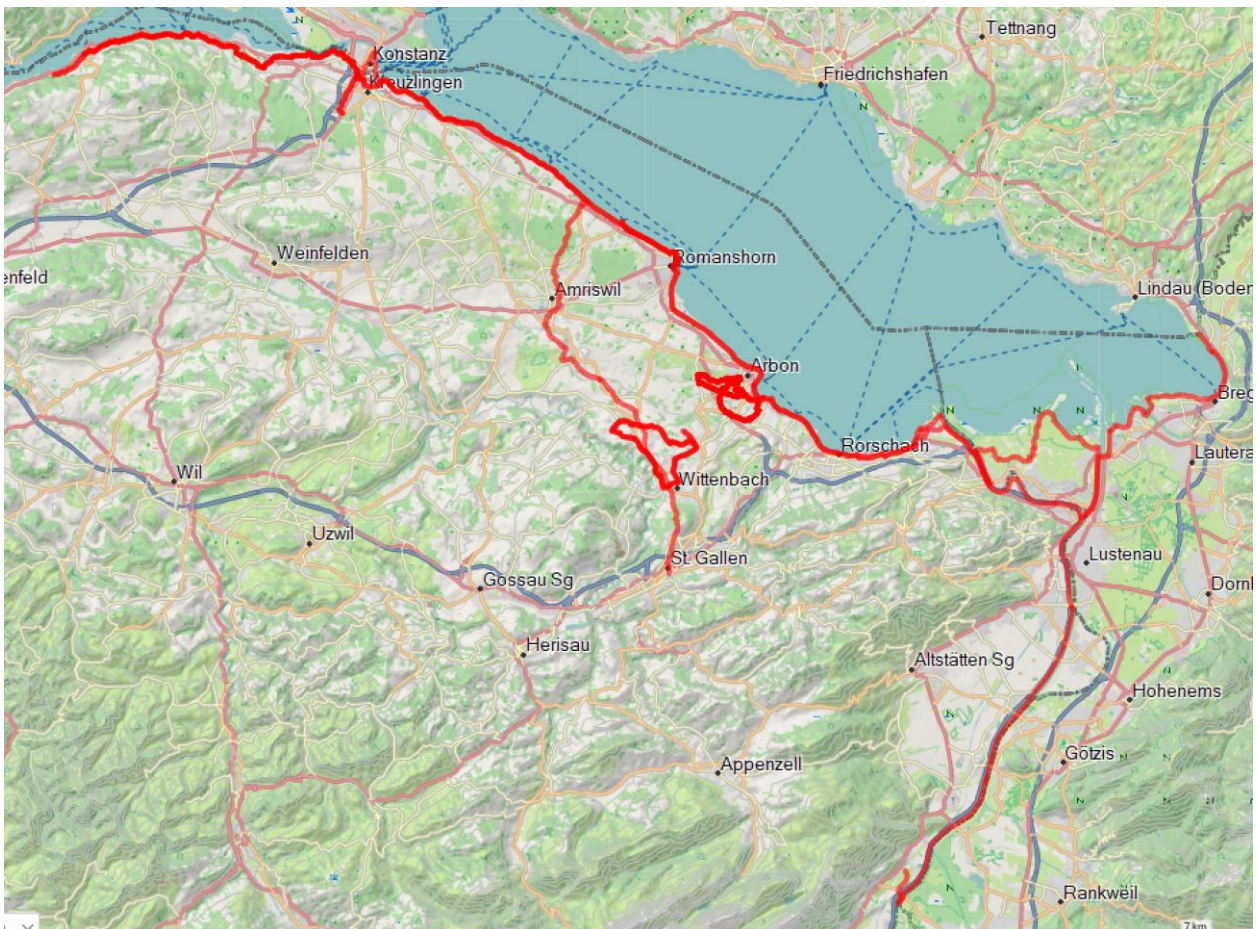 Tettnang
Konstanz
Friedrichshafen
Kreuzlingen
Weinfelden
Romanshorn
enfeld
Amriswil
Lindau (Boden
Arbon
Breg
Rorschach
Lautera
Wil
Wittenbach
Uzwil
St. Gallen
Lustenau
Gossau Sg
Dornb
Herisau
Altstätten Sg
Hohenems
Götzis
Appenzell
Rankweil
7 km